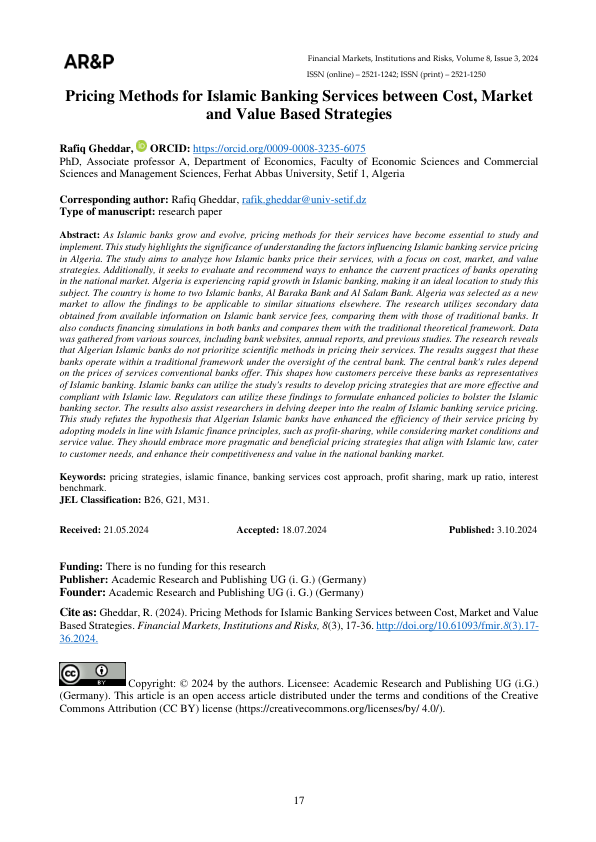 AR&P
Financial Markets, Institutions and Risks, Volume 8, Issue 3, 2024
ISSN (online) – 2521-1242; ISSN (print) – 2521-1250
Pricing Methods for Islamic Banking Services between Cost, Market
and Value Based Strategies
Rafiq Gheddar, iD ORCID: https://orcid.org/0009-0008-3235-6075
PhD, Associate professor A, Department of Economics, Faculty of Economic Sciences and Commercial
Sciences and Management Sciences, Ferhat Abbas University, Setif 1, Algeria
Corresponding author: Rafiq Gheddar, rafik.gheddar@univ-setif.dz
Type of manuscript: research paper
Abstract: As Islamic banks grow and evolve, pricing methods for their services have become essential to study and
implement. This study highlights the significance of understanding the factors influencing Islamic banking service pricing
in Algeria. The study aims to analyze how Islamic banks price their services, with a focus on cost, market, and value
strategies. Additionally, it seeks to evaluate and recommend ways to enhance the current practices of banks operating
in the national market. Algeria is experiencing rapid growth in Islamic banking, making it an ideal location to study this
subject. The country is home to two Islamic banks, Al Baraka Bank and Al Salam Bank. Algeria was selected as a new
market to allow the findings to be applicable to similar situations elsewhere. The research utilizes secondary data
obtained from available information on Islamic bank service fees, comparing them with those of traditional banks. It
also conducts financing simulations in both banks and compares them with the traditional theoretical framework. Data
was gathered from various sources, including bank websites, annual reports, and previous studies. The research reveals
that Algerian Islamic banks do not prioritize scientific methods in pricing their services. The results suggest that these
banks operate within a traditional framework under the oversight of the central bank. The central bank's rules depend
on the prices of services conventional banks offer. This shapes how customers perceive these banks as representatives
of Islamic banking. Islamic banks can utilize the study's results to develop pricing strategies that are more effective and
compliant with Islamic law. Regulators can utilize these findings to formulate enhanced policies to bolster the Islamic
banking sector. The results also assist researchers in delving deeper into the realm of Islamic banking service pricing.
This study refutes the hypothesis that Algerian Islamic banks have enhanced the efficiency of their service pricing by
adopting models in line with Islamic finance principles, such as profit-sharing, while considering market conditions and
service value. They should embrace more pragmatic and beneficial pricing strategies that align with Islamic law, cater
to customer needs, and enhance their competitiveness and value in the national banking market.
Keywords: pricing strategies, islamic finance, banking services cost approach, profit sharing, mark up ratio, interest
benchmark.
JEL Classification: B26, G21, M31.
Received: 21.05.2024 Accepted: 18.07.2024 Published: 3.10.2024
Funding: There is no funding for this research
Publisher: Academic Research and Publishing UG (i. G.) (Germany)
Founder: Academic Research and Publishing UG (i. G.) (Germany)
Cite as: Gheddar, R. (2024). Pricing Methods for Islamic Banking Services between Cost, Market and Value
Based Strategies. Financial Markets, Institutions and Risks, 8(3), 17-36. http://doi.org/10.61093/fmir.8(3).17-
36.2024.
cc BY Copyright: © 2024 by the authors. Licensee: Academic Research and Publishing UG (i.G.)
(Germany). This article is an open access article distributed under the terms and conditions of the Creative
Commons Attribution (CC BY) license (https://creativecommons.org/licenses/by/ 4.0/).
17